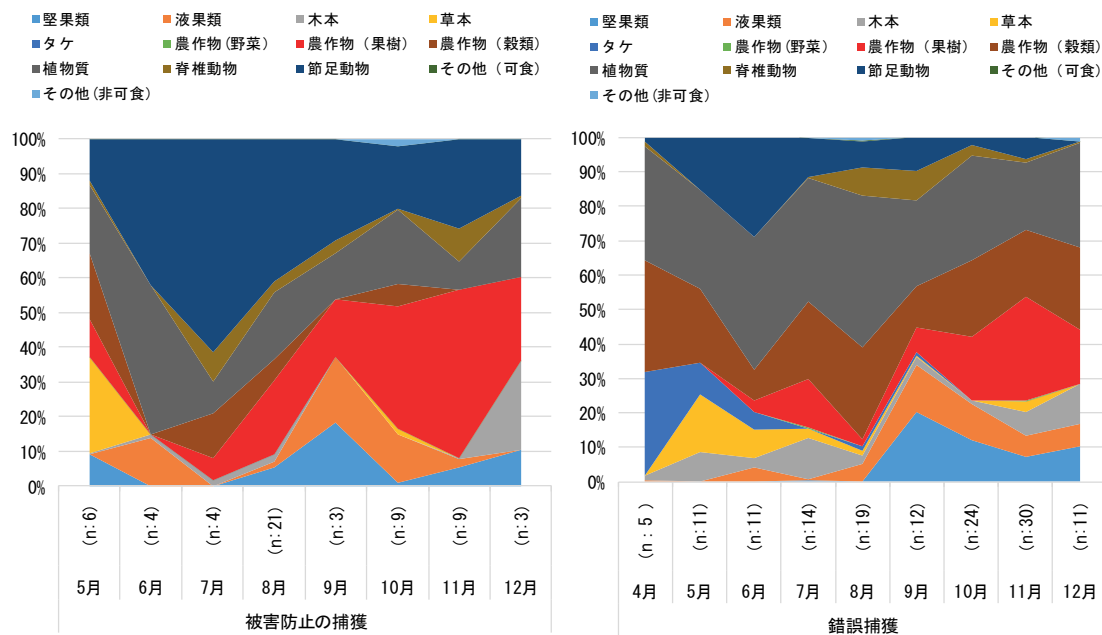 堅果類 液果類 木本 草本
タケ 農作物(野菜) 農作物(果樹) 農作物(穀類)
植物質 脊椎動物 節足動物 その他(可食)
その他(非可食)
100%
90%
80%
70%
60%
50%
40%
30%
20%
10%
0%
(n:6) (n:4) (n:4) (n:21) (n:3) (n:9) (n:9) (n:3)
5月 6月 7月 8月 9月 10月 11月 12月
被害防止の捕獲
堅果類 液果類 木本 草本
タケ 農作物(野菜) 農作物(果樹) 農作物(穀類)
植物質 脊椎動物 節足動物 その他(可食)
その他(非可食)
100%
90%
80%
70%
60%
50%
40%
30%
20%
10%
0%
(n:5) (n:11) (n:11) (n:14) (n:19) (n:12) (n:24) (n:30) (n:11)
4月 5月 6月 7月 8月 9月 10月 11月 12月
錯誤捕獲